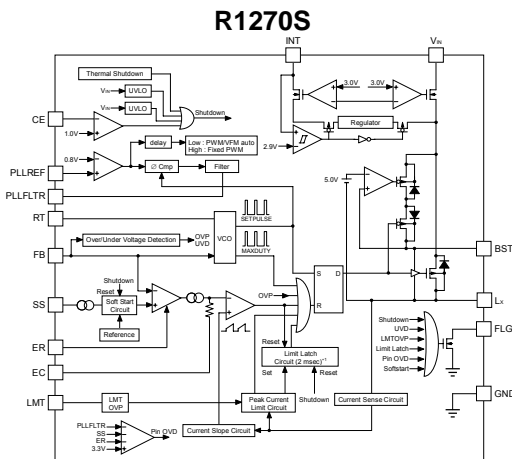 R1270S
INT
VIN
Thermal Shutdown
VIN
UVLO
VIN
UVLO
Shutdown
3.0V
3.0V
Regulator
2.9V
CE
1.0V
0.8V
delay
Low : PWM/VFM auto
High : Fixed PWM
PLLREF
∅ Cmp
Filter
PLLFLTR
5.0V
RT
SETPULSE
VCO
Over/Under Voltage Detection
OVP
UVD
MAXDUTY
FB
BST
S
D
R
OVP
Shutdown
Reset
SS
Soft Start
Circuit
Reference
LX
Shutdown
UVD
LMTOVP
Limit Latch
Pin OVD
Softstart
FLG
ER
EC
Reset
Limit Latch
Circuit (2 msec)*1
Set
Reset
Shutdown
LMT
LMT
OVP
Peak Current
Limit Circuit
Current Sense Circuit
GND
PLLFLTR
SS
ER
3.3V
Pin OVD
Current Slope Circuit